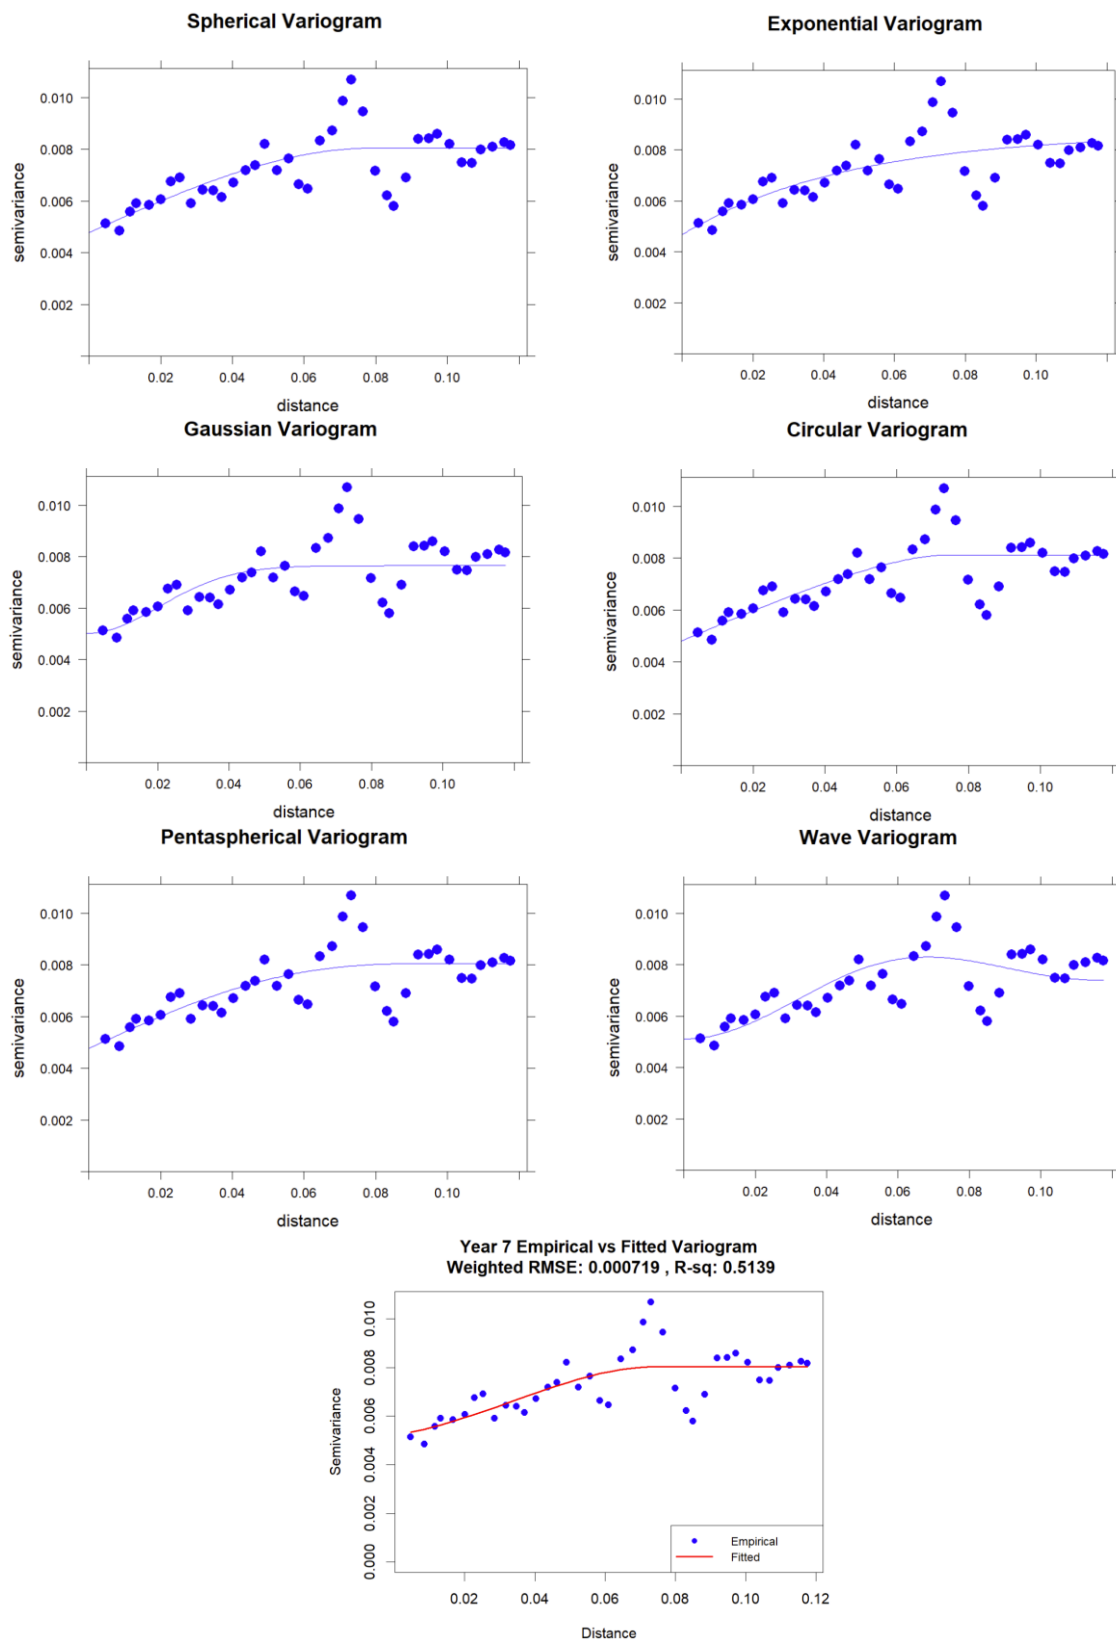 Spherical Variogram
0.010
0.008
0.006
0.004
0.002
semivariance
0.02 0.04 0.06 0.08 0.10
distance
Exponential Variogram
0.010
0.008
0.006
0.004
0.002
semivariance
0.02 0.04 0.06 0.08 0.10
distance
Gaussian Variogram
0.010
0.008
0.006
0.004
0.002
semivariance
0.02 0.04 0.06 0.08 0.10
distance
Circular Variogram
0.010
0.008
0.006
0.004
0.002
semivariance
0.02 0.04 0.06 0.08 0.10
distance
Pentaspherical Variogram
0.010
0.008
0.006
0.004
0.002
semivariance
0.02 0.04 0.06 0.08 0.10
distance
Wave Variogram
0.010
0.008
0.006
0.004
0.002
semivariance
0.02 0.04 0.06 0.08 0.10
distance
Year 7 Empirical vs Fitted Variogram
Weighted RMSE: 0.000719 , R-sq: 0.5139
0.010
0.008
0.006
0.004
0.002
0.000
Semivariance
Empirical
Fitted
0.02 0.04 0.06 0.08 0.10 0.12
Distance